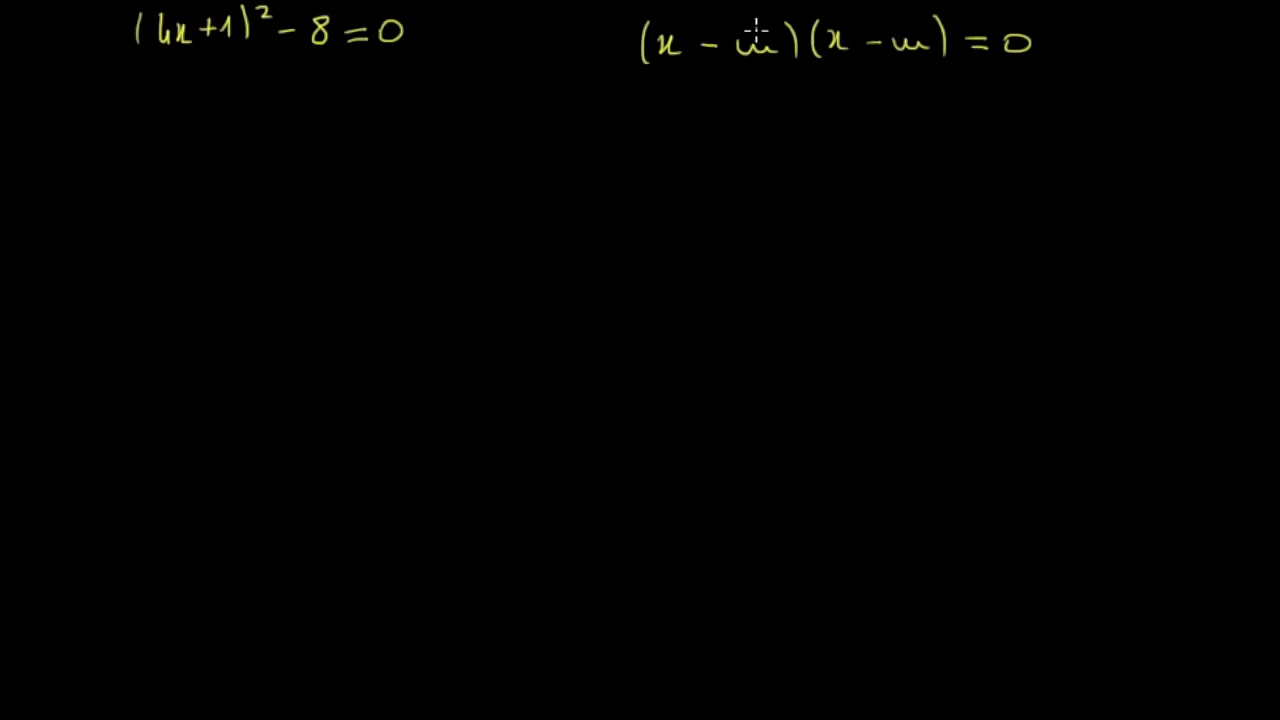 (4x+1)² - 8 = 0
(x - m)(x - m) = 0